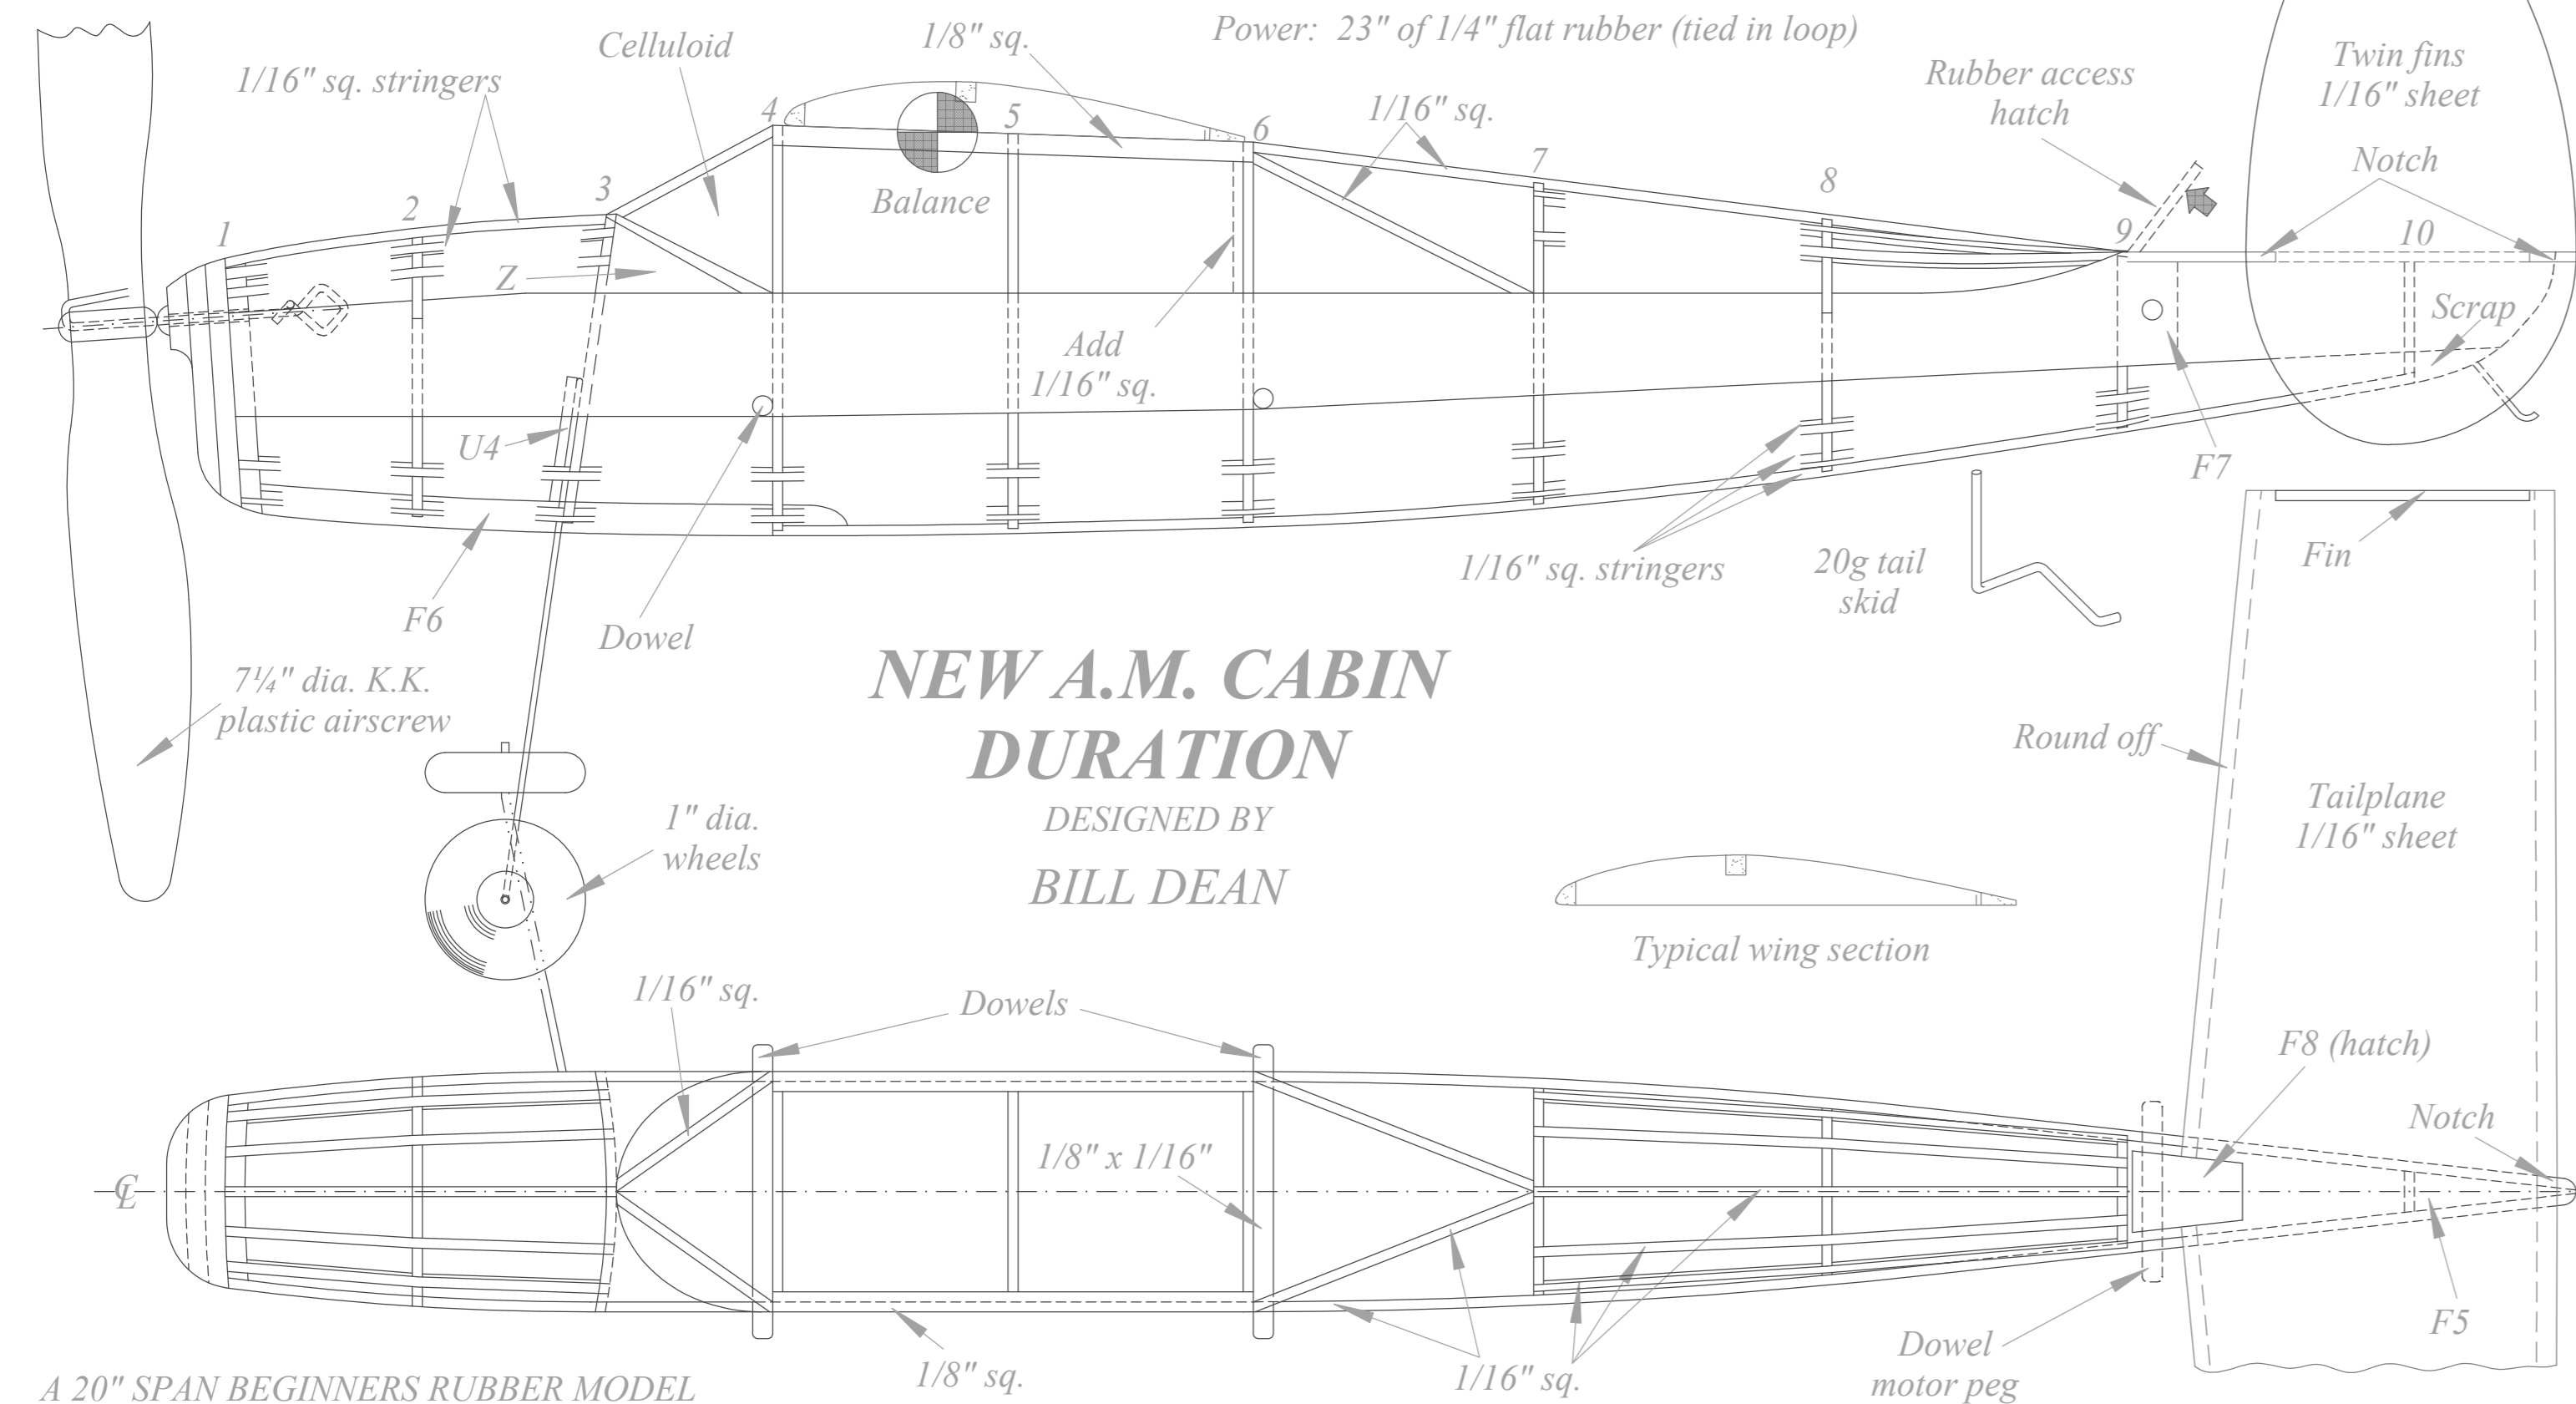 Power: 23" of 1/4" flat rubber (tied in loop)
Celluloid
1/8" sq.
1/16" sq. stringers
Twin fins
1/16" sheet
Rubber access
hatch
1/16" sq.
Notch
1
2
3
4
5
6
7
8
9
10
Balance
Z
Add
1/16" sq.
Scrap
U4
F7
F6
Dowel
1/16" sq. stringers
20g tail
skid
Fin
7¼" dia. K.K.
plastic airscrew
NEW A.M. CABIN
DURATION
DESIGNED BY
BILL DEAN
Round off
Tailplane
1/16" sheet
1" dia.
wheels
Typical wing section
1/16" sq.
Dowels
F8 (hatch)
Notch
1/8" x 1/16"
℄
F5
Dowel
motor peg
1/8" sq.
1/16" sq.
A 20" SPAN BEGINNERS RUBBER MODEL